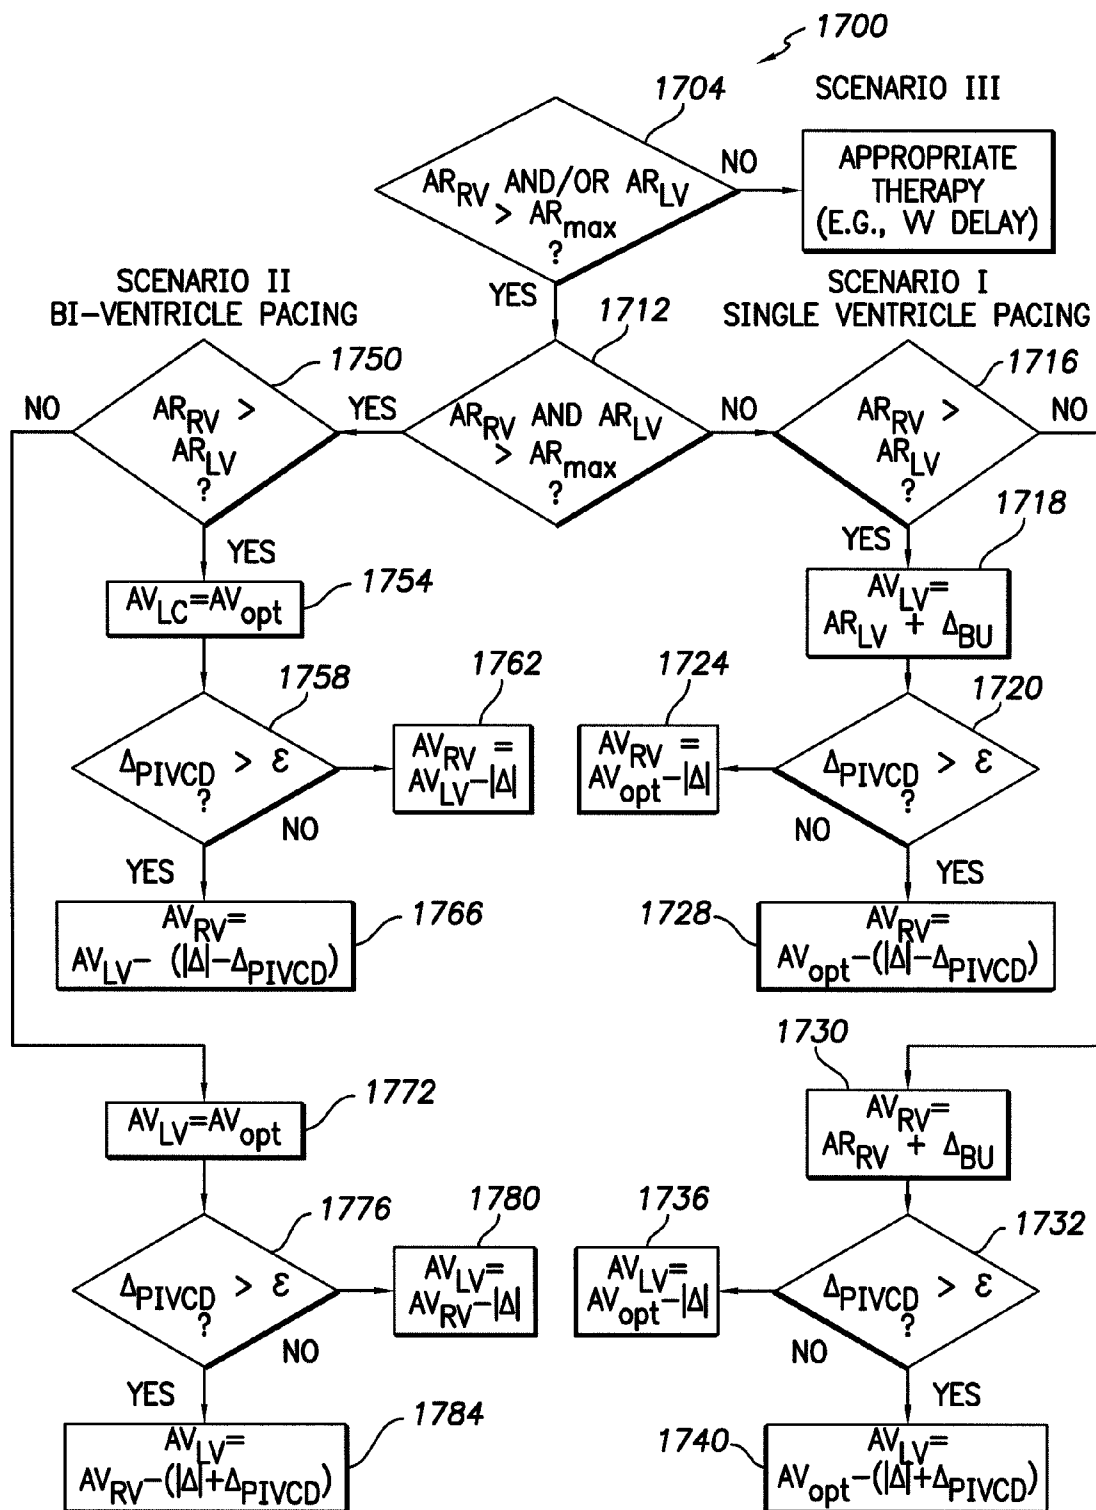 1700
1704
SCENARIO III
AR_RV AND/OR AR_LV
> AR_max
?
NO
APPROPRIATE
THERAPY
(E.G., VV DELAY)
YES
SCENARIO II
BI-VENTRICLE PACING
1712
SCENARIO I
SINGLE VENTRICLE PACING
1750
NO
AR_RV >
AR_LV
?
YES
AR_RV AND AR_LV
> AR_max
?
NO
1716
AR_RV >
AR_LV
?
NO
YES
1754
AV_LC=AV_opt
YES
1718
AV_LV=
AR_LV + Δ_BU
1758
Δ_PIVCD > ε
?
NO
YES
1762
AV_RV =
AV_LV-|Δ|
1724
AV_RV =
AV_opt-|Δ|
1720
Δ_PIVCD > ε
?
NO
YES
1766
AV_RV=
AV_LV- (|Δ|-Δ_PIVCD)
1728
AV_RV=
AV_opt-(|Δ|-Δ_PIVCD)
1772
AV_LV=AV_opt
1730
AV_RV=
AR_RV + Δ_BU
1776
Δ_PIVCD > ε
?
NO
YES
1780
AV_LV=
AV_RV-|Δ|
1736
AV_LV=
AV_opt-|Δ|
1732
Δ_PIVCD > ε
?
NO
YES
1784
AV_LV=
AV_RV-(|Δ|+Δ_PIVCD)
1740
AV_LV=
AV_opt-(|Δ|+Δ_PIVCD)